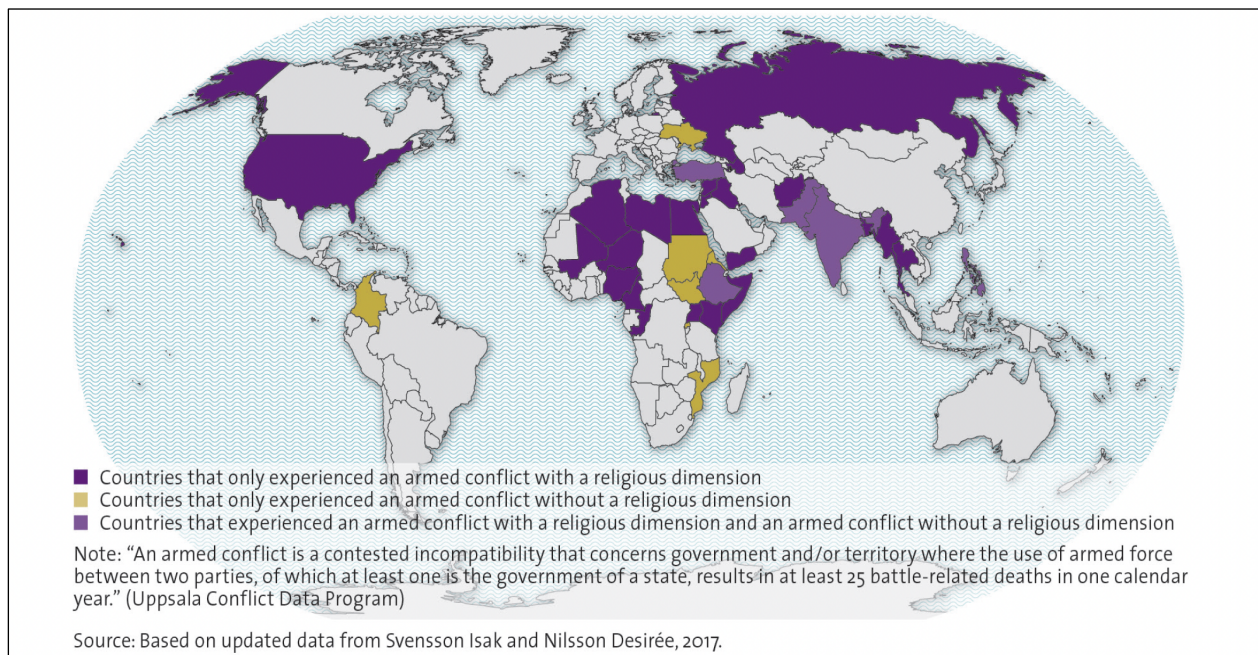 Countries that only experienced an armed conflict with a religious dimension
Countries that only experienced an armed conflict without a religious dimension
Countries that experienced an armed conflict with a religious dimension and an armed conflict without a religious dimension
Note: “An armed conflict is a contested incompatibility that concerns government and/or territory where the use of armed force
between two parties, of which at least one is the government of a state, results in at least 25 battle-related deaths in one calendar
year.” (Uppsala Conflict Data Program)
Source: Based on updated data from Svensson Isak and Nilsson Desirée, 2017.